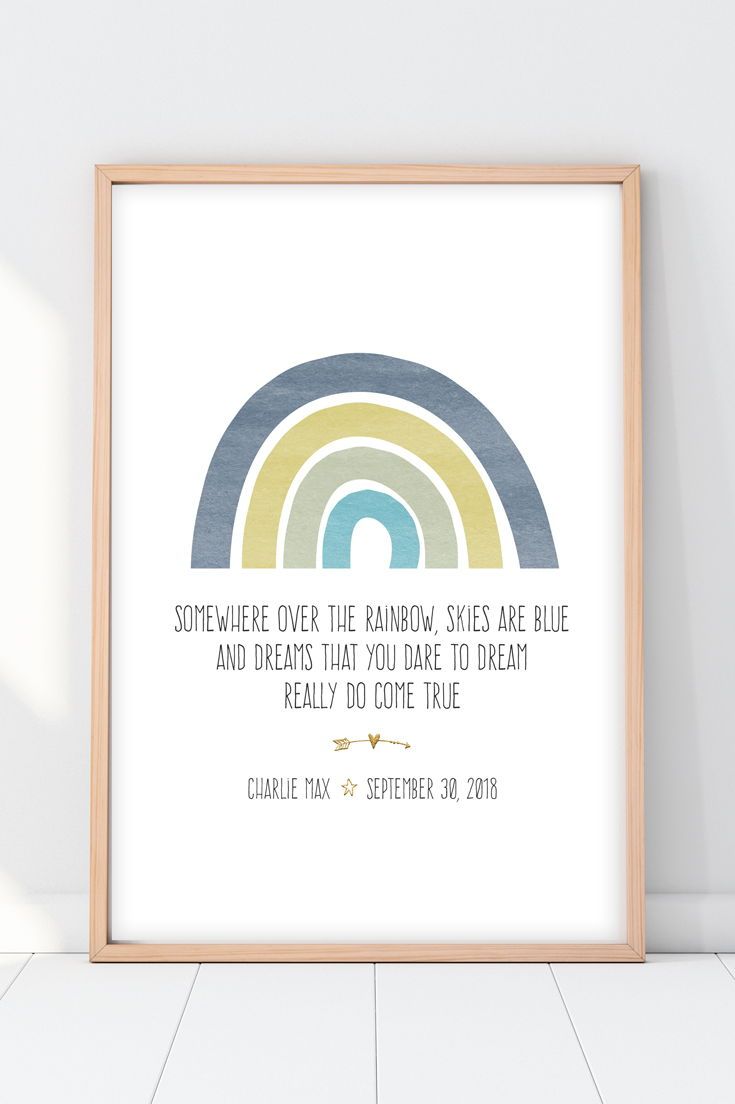 SOMEWHERE OVER THE RAINBOW, SKIES ARE BLUE
AND DREAMS THAT YOU DARE TO DREAM
REALLY DO COME TRUE
CHARLIE MAX ☆ SEPTEMBER 30, 2018